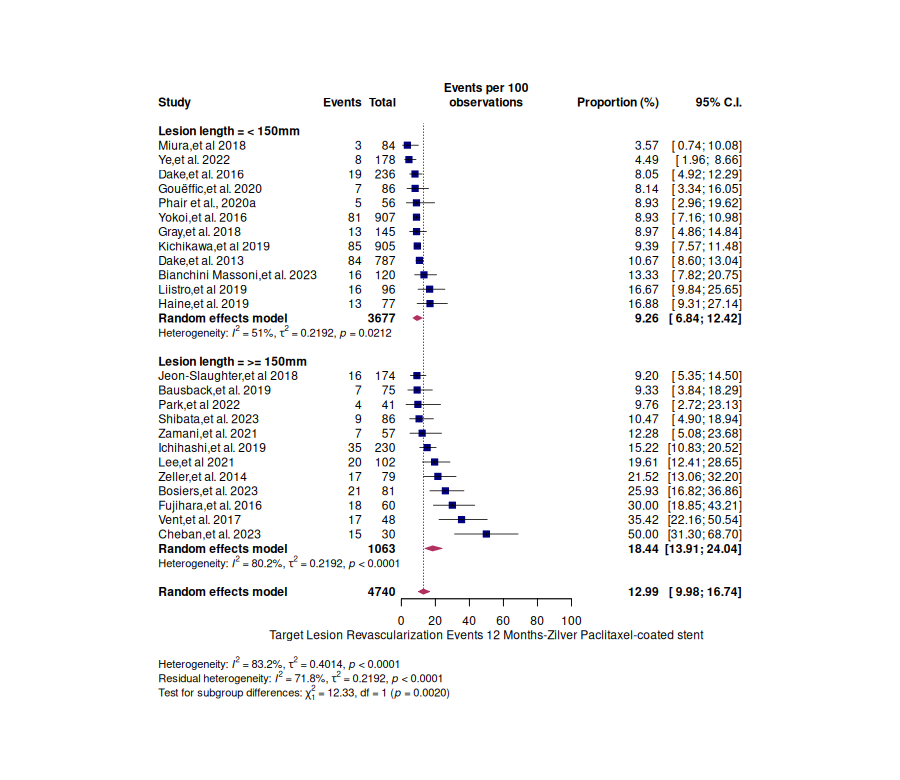 Events per 100
Study Events Total observations Proportion (%) 95% C.I.
Lesion length = < 150mm
Miura,et al 2018 3 84 3.57 [ 0.74; 10.08]
Ye,et al. 2022 8 178 4.49 [ 1.96; 8.66]
Dake,et al. 2016 19 236 8.05 [ 4.92; 12.29]
Gouëffic,et al. 2020 7 86 8.14 [ 3.34; 16.05]
Phair et al., 2020a 5 56 8.93 [ 2.96; 19.62]
Yokoi,et al. 2016 81 907 8.93 [ 7.16; 10.98]
Gray,et al. 2018 13 145 8.97 [ 4.86; 14.84]
Kichikawa,et al 2019 85 905 9.39 [ 7.57; 11.48]
Dake,et al. 2013 84 787 10.67 [ 8.60; 13.04]
Bianchini Massoni,et al. 2023 16 120 13.33 [ 7.82; 20.75]
Liistro,et al 2019 16 96 16.67 [ 9.84; 25.65]
Haine,et al. 2019 13 77 16.88 [ 9.31; 27.14]
Random effects model 3677 9.26 [ 6.84; 12.42]
Heterogeneity: I² = 51%, τ² = 0.2192, p = 0.0212
Lesion length = >= 150mm
Jeon-Slaughter,et al 2018 16 174 9.20 [ 5.35; 14.50]
Bausback,et al. 2019 7 75 9.33 [ 3.84; 18.29]
Park,et al 2022 4 41 9.76 [ 2.72; 23.13]
Shibata,et al. 2023 9 86 10.47 [ 4.90; 18.94]
Zamani,et al. 2021 7 57 12.28 [ 5.08; 23.68]
Ichihashi,et al. 2019 35 230 15.22 [10.83; 20.52]
Lee,et al 2021 20 102 19.61 [12.41; 28.65]
Zeller,et al. 2014 17 79 21.52 [13.06; 32.20]
Bosiers,et al. 2023 21 81 25.93 [16.82; 36.86]
Fujihara,et al. 2016 18 60 30.00 [18.85; 43.21]
Vent,et al. 2017 17 48 35.42 [22.16; 50.54]
Cheban,et al. 2023 15 30 50.00 [31.30; 68.70]
Random effects model 1063 18.44 [13.91; 24.04]
Heterogeneity: I² = 80.2%, τ² = 0.2192, p < 0.0001
Random effects model 4740 12.99 [ 9.98; 16.74]
0 20 40 60 80 100
Target Lesion Revascularization Events 12 Months-Zilver Paclitaxel-coated stent
Heterogeneity: I² = 83.2%, τ² = 0.4014, p < 0.0001
Residual heterogeneity: I² = 71.8%, τ² = 0.2192, p < 0.0001
Test for subgroup differences: χ²₁ = 12.33, df = 1 (p = 0.0020)